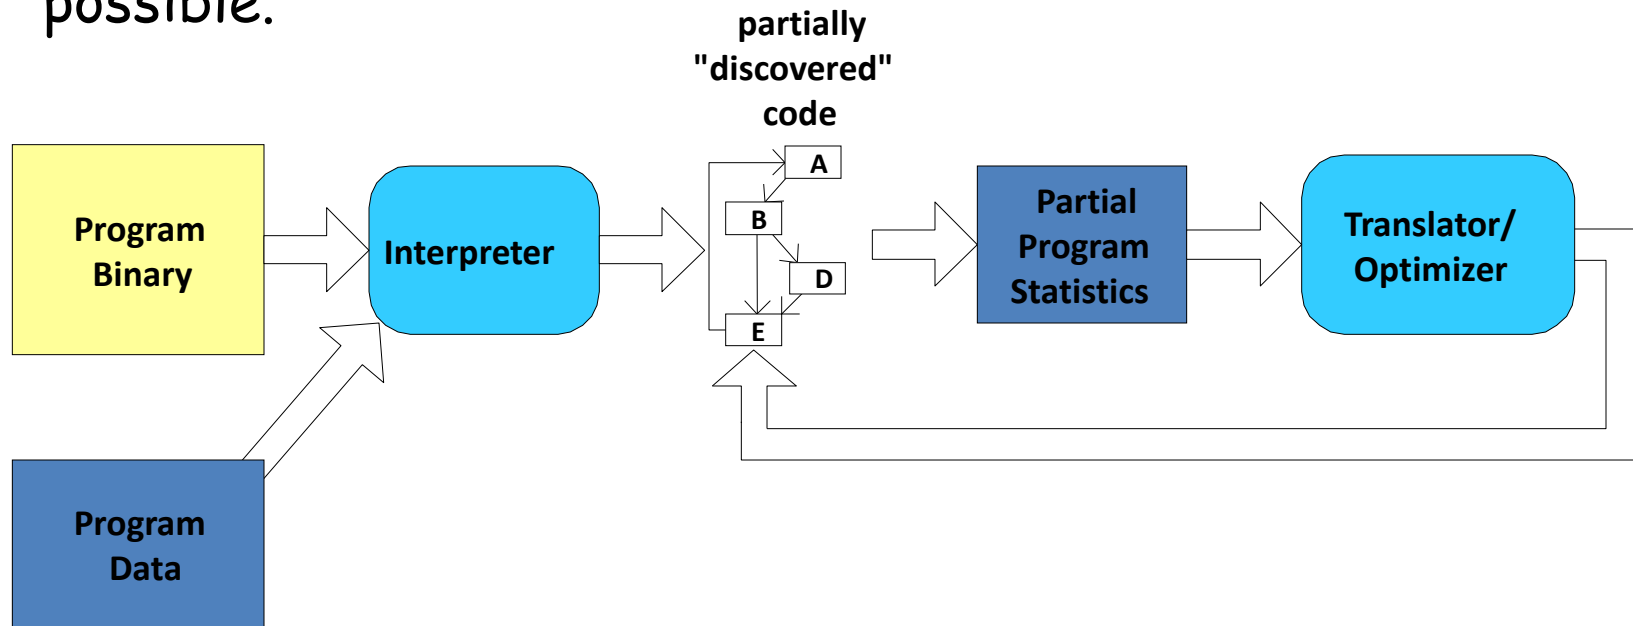 possible.
partially
"discovered"
code
A
B
D
E
Program
Binary
Interpreter
Partial
Program
Statistics
Translator/
Optimizer
Program
Data